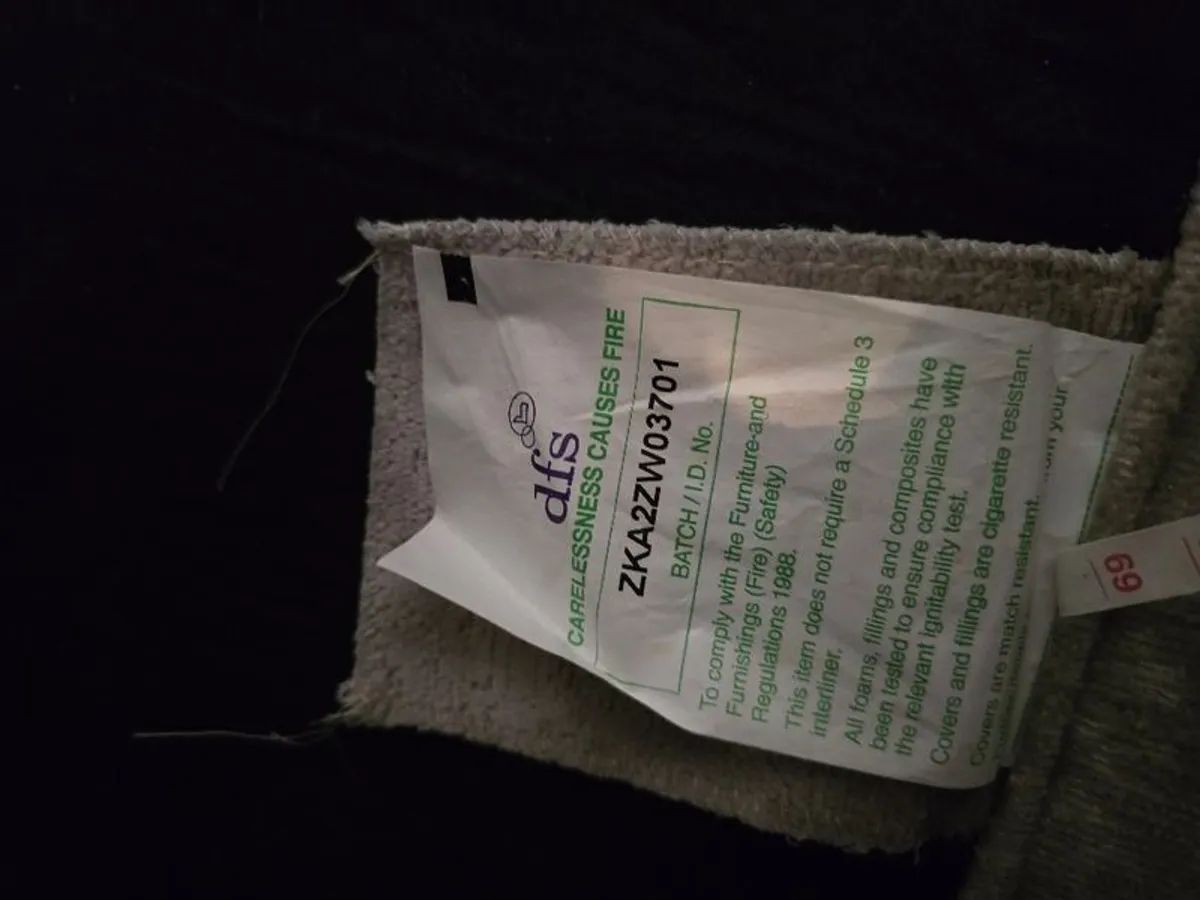 dfs
CARELESSNESS CAUSES FIRE
ZKA2ZW03701
BATCH / I.D. No.
To comply with the Furniture and
Furnishings (Fire) (Safety)
Regulations 1988.
This item does not require a Schedule 3
interliner.
All foams, fillings and composites have
been tested to ensure compliance with
the relevant ignitability test.
Covers and fillings are cigarette resistant.
Covers are match resistant.
from your
69